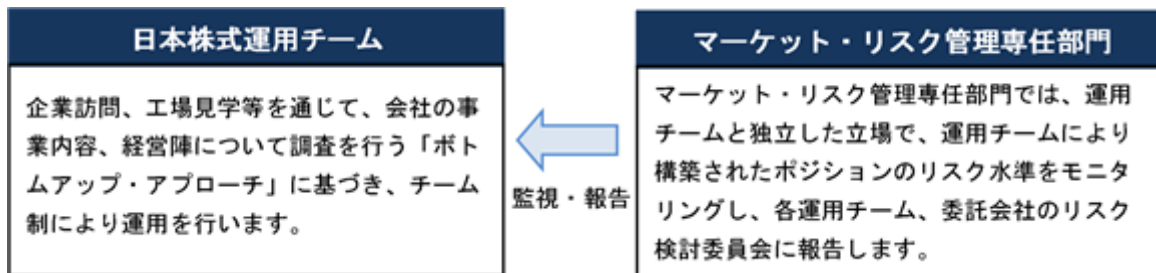 日本株式運用チーム
企業訪問、工場見学等を通じて、会社の事
業内容、経営陣について調査を行う「ボト
ムアップ・アプローチ」に基づき、チーム
制により運用を行います。
監視・報告
マーケット・リスク管理専任部門
マーケット・リスク管理専任部門では、運用
チームと独立した立場で、運用チームにより
構築されたポジションのリスク水準をモニタ
リングし、各運用チーム、委託会社のリスク
検討委員会に報告します。